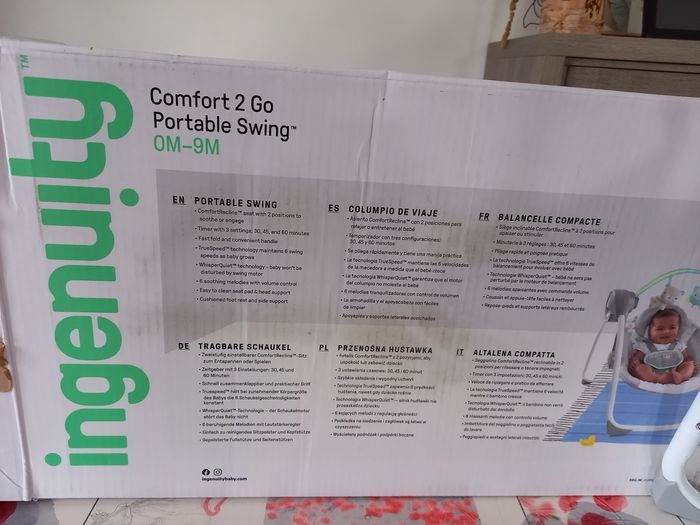 ingenuity™
Comfort 2 Go
Portable Swing™
0M–9M
EN PORTABLE SWING
• ComfortRecline™ seat with 2 positions to
soothe or engage
• Timer with 3 settings: 30, 45, and 60 minutes
• Fast fold and convenient handle
• TrueSpeed™ technology maintains 6 swing
speeds as baby grows
• WhisperQuiet™ technology - baby won't be
disturbed by swing motor
• 6 soothing melodies with volume control
• Easy to clean seat pad & head support
• Cushioned foot rest and side support
ES COLUMPIO DE VIAJE
• Asiento ComfortRecline™ con 2 posiciones para
relajar o entretener al bebé
• Temporizador con tres configuraciones:
30, 45 y 60 minutos
• Se pliega rápidamente y tiene una manija práctica
• La tecnología TrueSpeed™ mantiene las 6 velocidades
de la mecedora a medida que el bebé crece
• La tecnología WhisperQuiet™ garantiza que el motor
del columpio no moleste al bebé
• 6 melodías tranquilizadoras con control de volumen
• La almohadilla y el apoyacabeza son fáciles
de limpiar
• Apoyapiés y soportes laterales acolchados
FR BALANCELLE COMPACTE
• Siège inclinable ComfortRecline™ à 2 positions pour
apaiser ou stimuler
• Minuterie à 3 réglages : 30, 45 et 60 minutes
• Pliage rapide et poignée pratique
• La technologie TrueSpeed™ offre 6 vitesses de
balancement pour évoluer avec bébé
• Technologie WhisperQuiet™ - bébé ne sera pas
perturbé par le moteur de balancement
• 6 mélodies apaisantes avec commande volume
• Coussin et appuie-tête faciles à nettoyer
• Repose-pieds et supports latéraux rembourrés
DE TRAGBARE SCHAUKEL
• Zweistufig einstellbarer ComfortRecline™-Sitz
zum Entspannen oder Spielen
• Zeitgeber mit 3 Einstellungen: 30, 45 und
60 Minuten
• Schnell zusammenklappbar und praktischer Griff
• Truespeed™ hält bei zunehmender Körpergröße
des Babys die 6 Schaukelgeschwindigkeiten
konstant
• WhisperQuiet-Technologie - der Schaukelmotor
stört das Baby nicht
• 6 beruhigende Melodien mit Lautstärkeregler
• Einfach zu reinigendes Sitzpolster und Kopfstütze
• Gepolsterte Fußstütze und Seitenstützen
PL PRZENOŚNA HUŚTAWKA
• Fotelik ComfortRecline™ z 2 pozycjami, aby
uspokoić lub zabawić dziecko
• 3 ustawienia czasowe: 30, 45 i 60 minut
• Szybkie składanie i wygodny uchwyt
• Technologia TrueSpeed™ zapewnia 6 prędkości
huśtania, nawet gdy dziecko rośnie
• Technologia WhisperQuiet™ – silnik huśtawki nie
przeszkadza dziecku
• 6 kojących melodii z regulacją głośności
• Podkładka na siedzenie i zagłówek są łatwe w
czyszczeniu
• Wyściełany podnóżek i podpórki boczne
IT ALTALENA COMPATTA
• Seggiolino ComfortRecline™ reclinabile in 2
posizioni per rilassare o tenere impegnati
• Timer con 3 impostazioni: 30, 45 e 60 minuti
• Veloce da ripiegare e pratica da afferrare
• La tecnologia TrueSpeed™ mantiene 6 velocità
mentre il bambino cresce
• La tecnologia WhisperQuiet™ - il bambino non verrà
disturbato dal dondolio
• 6 rilassanti melodie con controllo volume
• Imbottitura del seggiolino e poggiatesta facili
da lavare
• Poggiapiedi e sostegni laterali imbottiti
ingenuitybaby.com